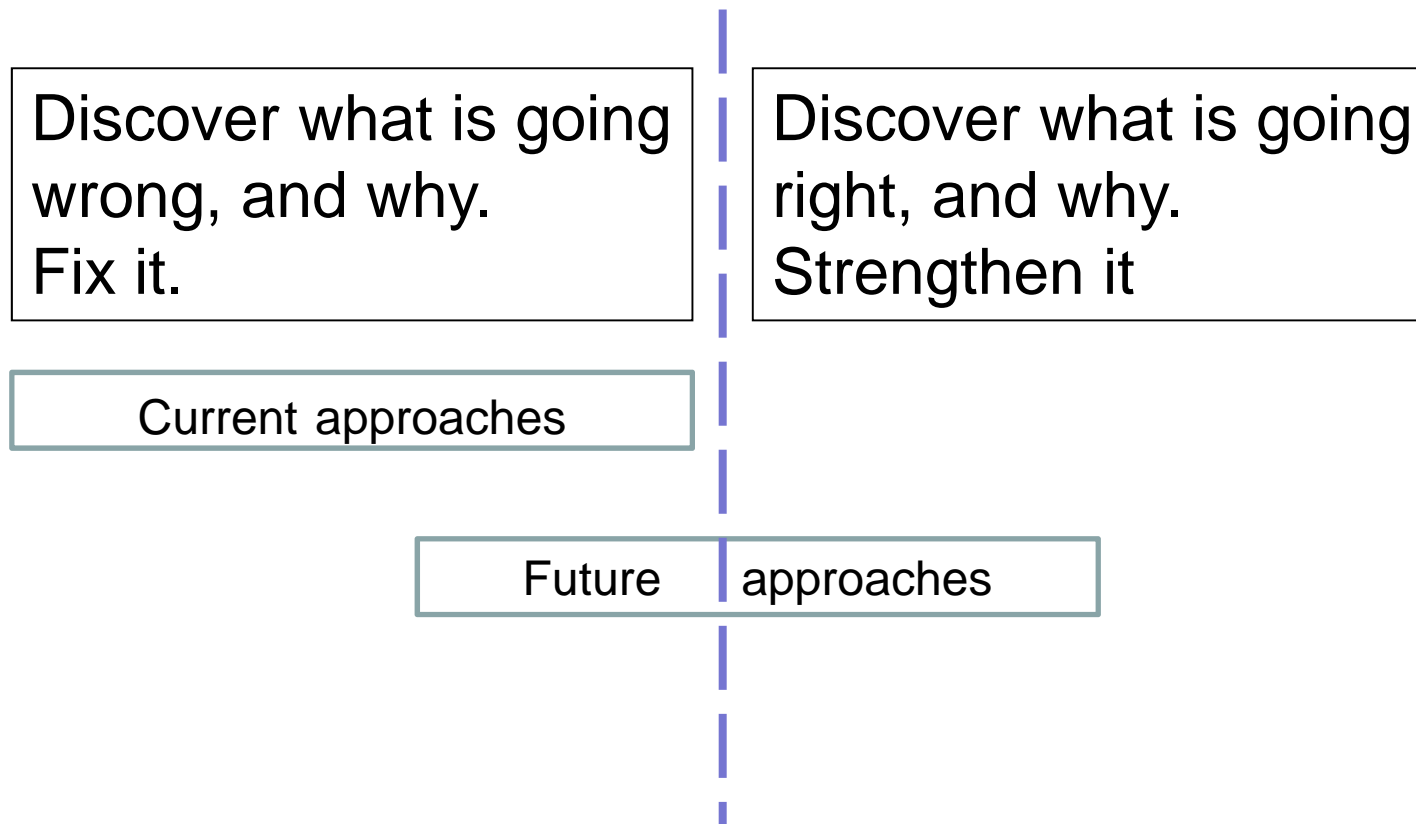 Discover what is going
wrong, and why.
Fix it.
Discover what is going
right, and why.
Strengthen it
Current approaches
Future approaches